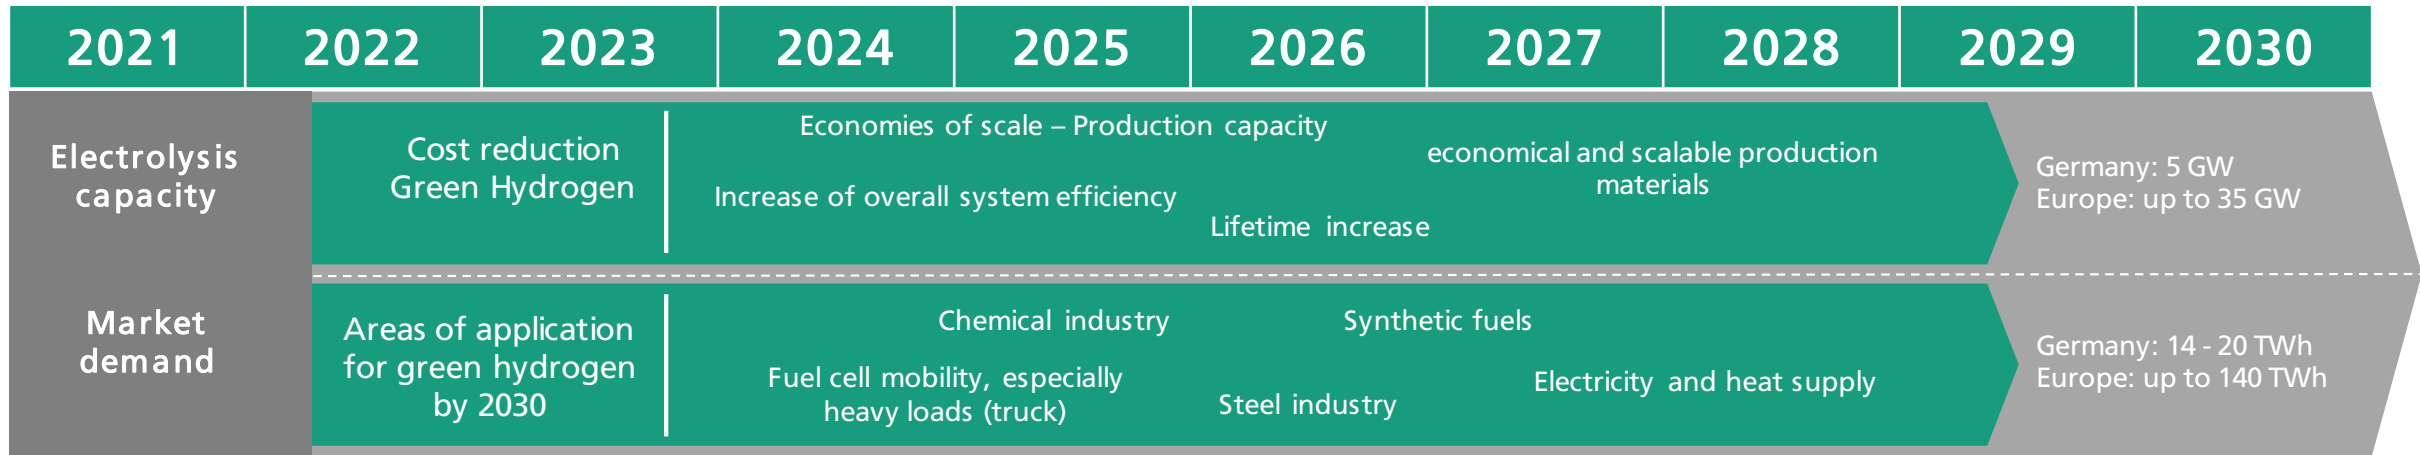 2021 2022 2023 2024 2025 2026 2027 2028 2029 2030
Electrolysis
capacity
Cost reduction
Green Hydrogen
Economies of scale – Production capacity
Increase of overall system efficiency
Lifetime increase
economical and scalable production
materials
Germany: 5 GW
Europe: up to 35 GW
Market
demand
Areas of application
for green hydrogen
by 2030
Chemical industry
Fuel cell mobility, especially
heavy loads (truck)
Steel industry
Synthetic fuels
Electricity and heat supply
Germany: 14 - 20 TWh
Europe: up to 140 TWh